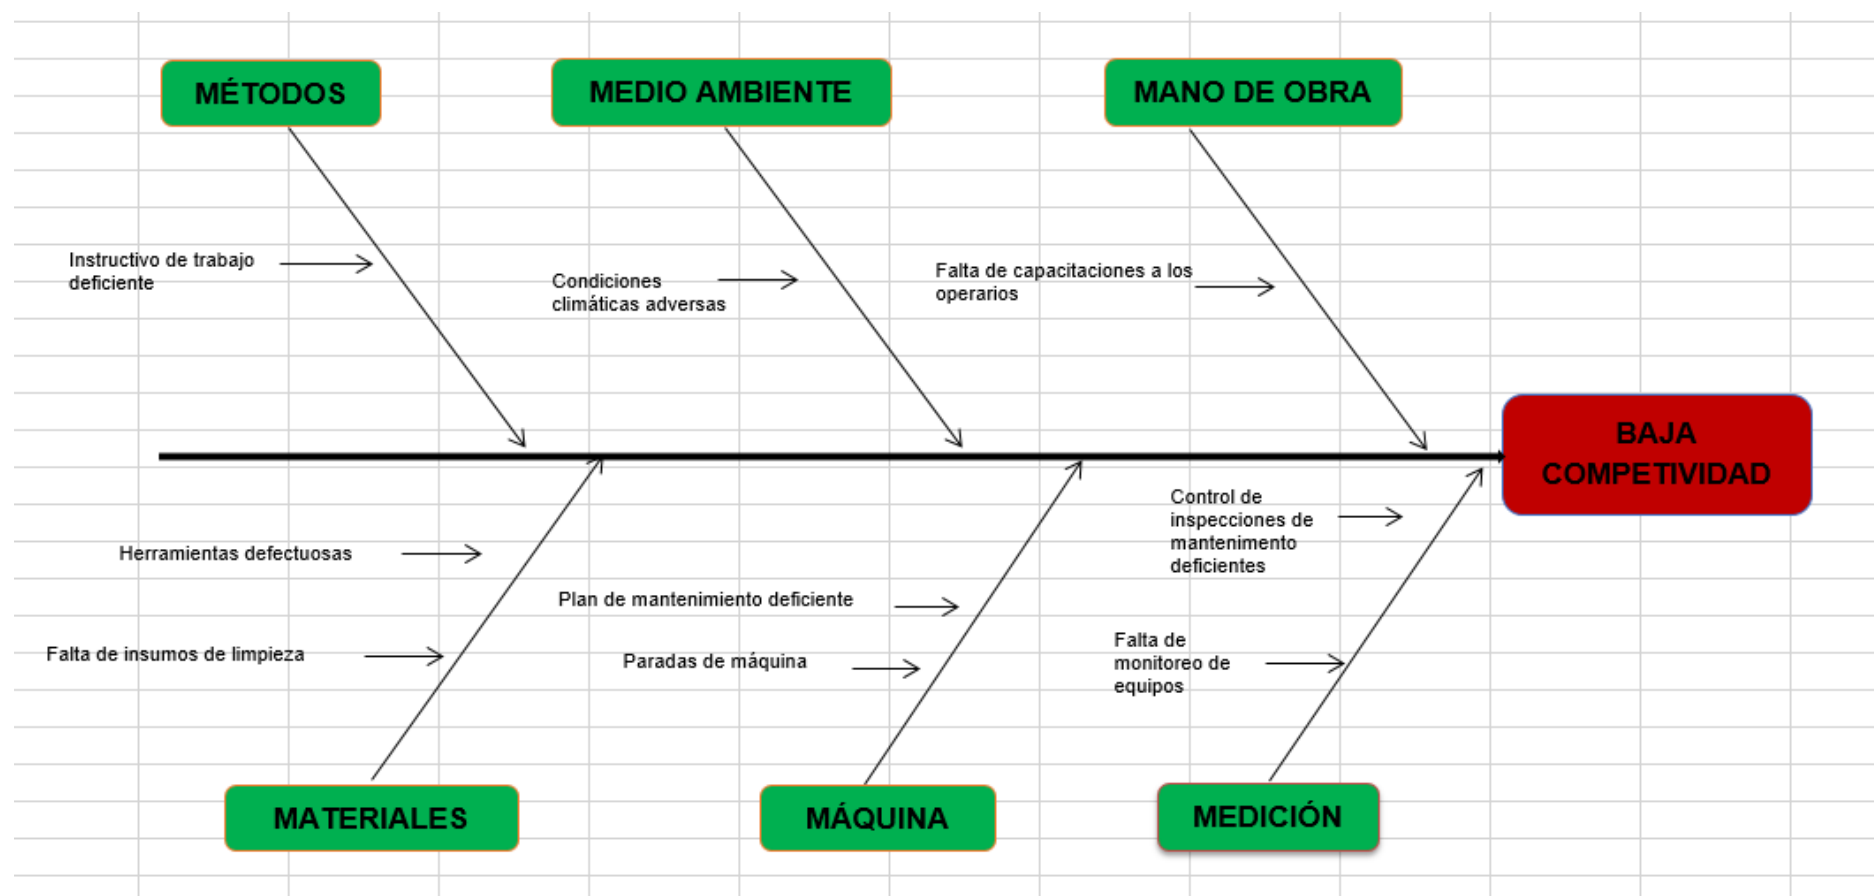 MÉTODOS
MEDIO AMBIENTE
MANO DE OBRA
Instructivo de trabajo
deficiente
Condiciones
climáticas adversas
Falta de capacitaciones a los
operarios
BAJA
COMPETIVIDAD
Herramientas defectuosas
Falta de insumos de limpieza
Plan de mantenimiento deficiente
Paradas de máquina
Control de
inspecciones de
mantenimento
deficientes
Falta de
monitoreo de
equipos
MATERIALES
MÁQUINA
MEDICIÓN